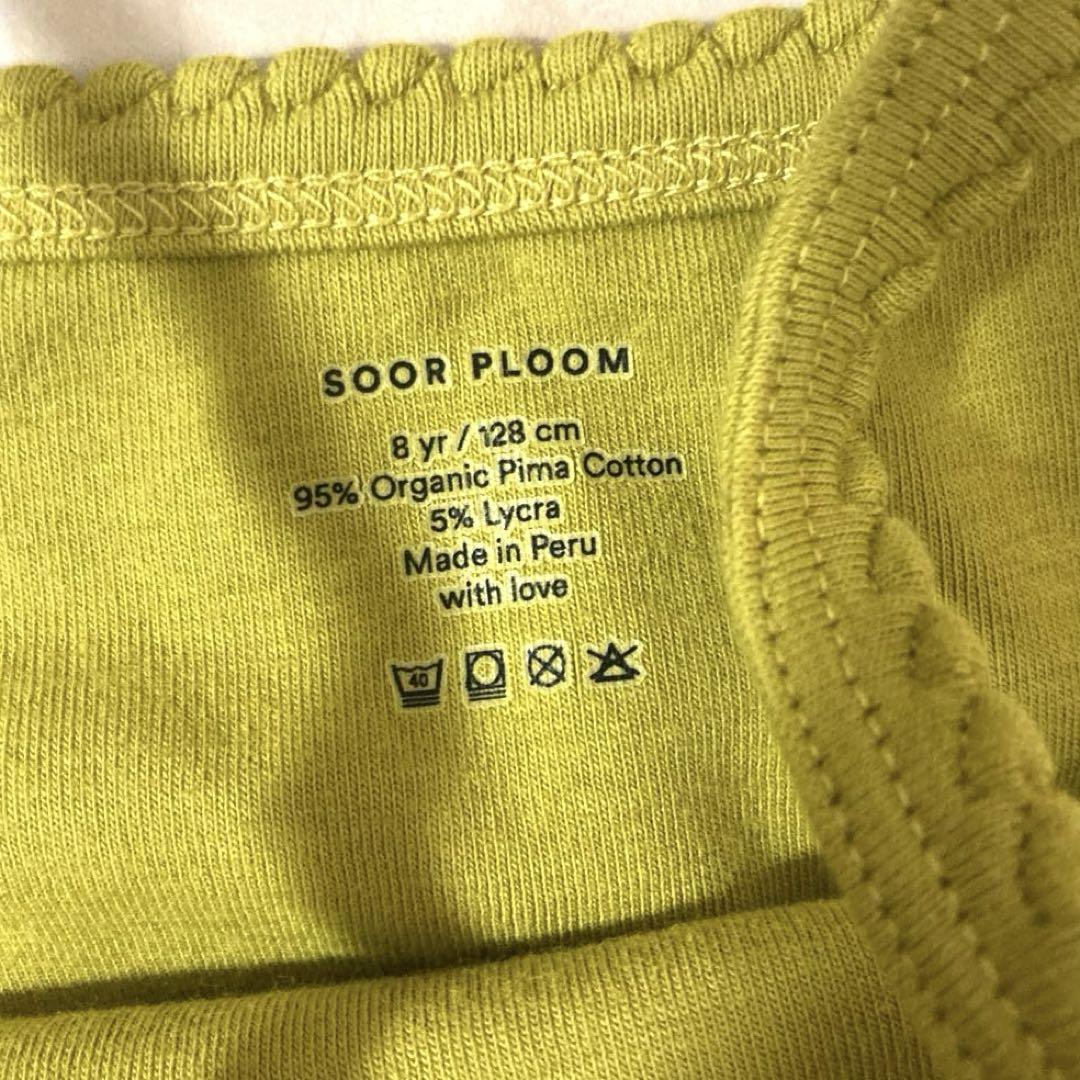 SOOR PLOOM
8 yr / 128 cm
95% Organic Pima Cotton
5% Lycra
Made in Peru
with love
40